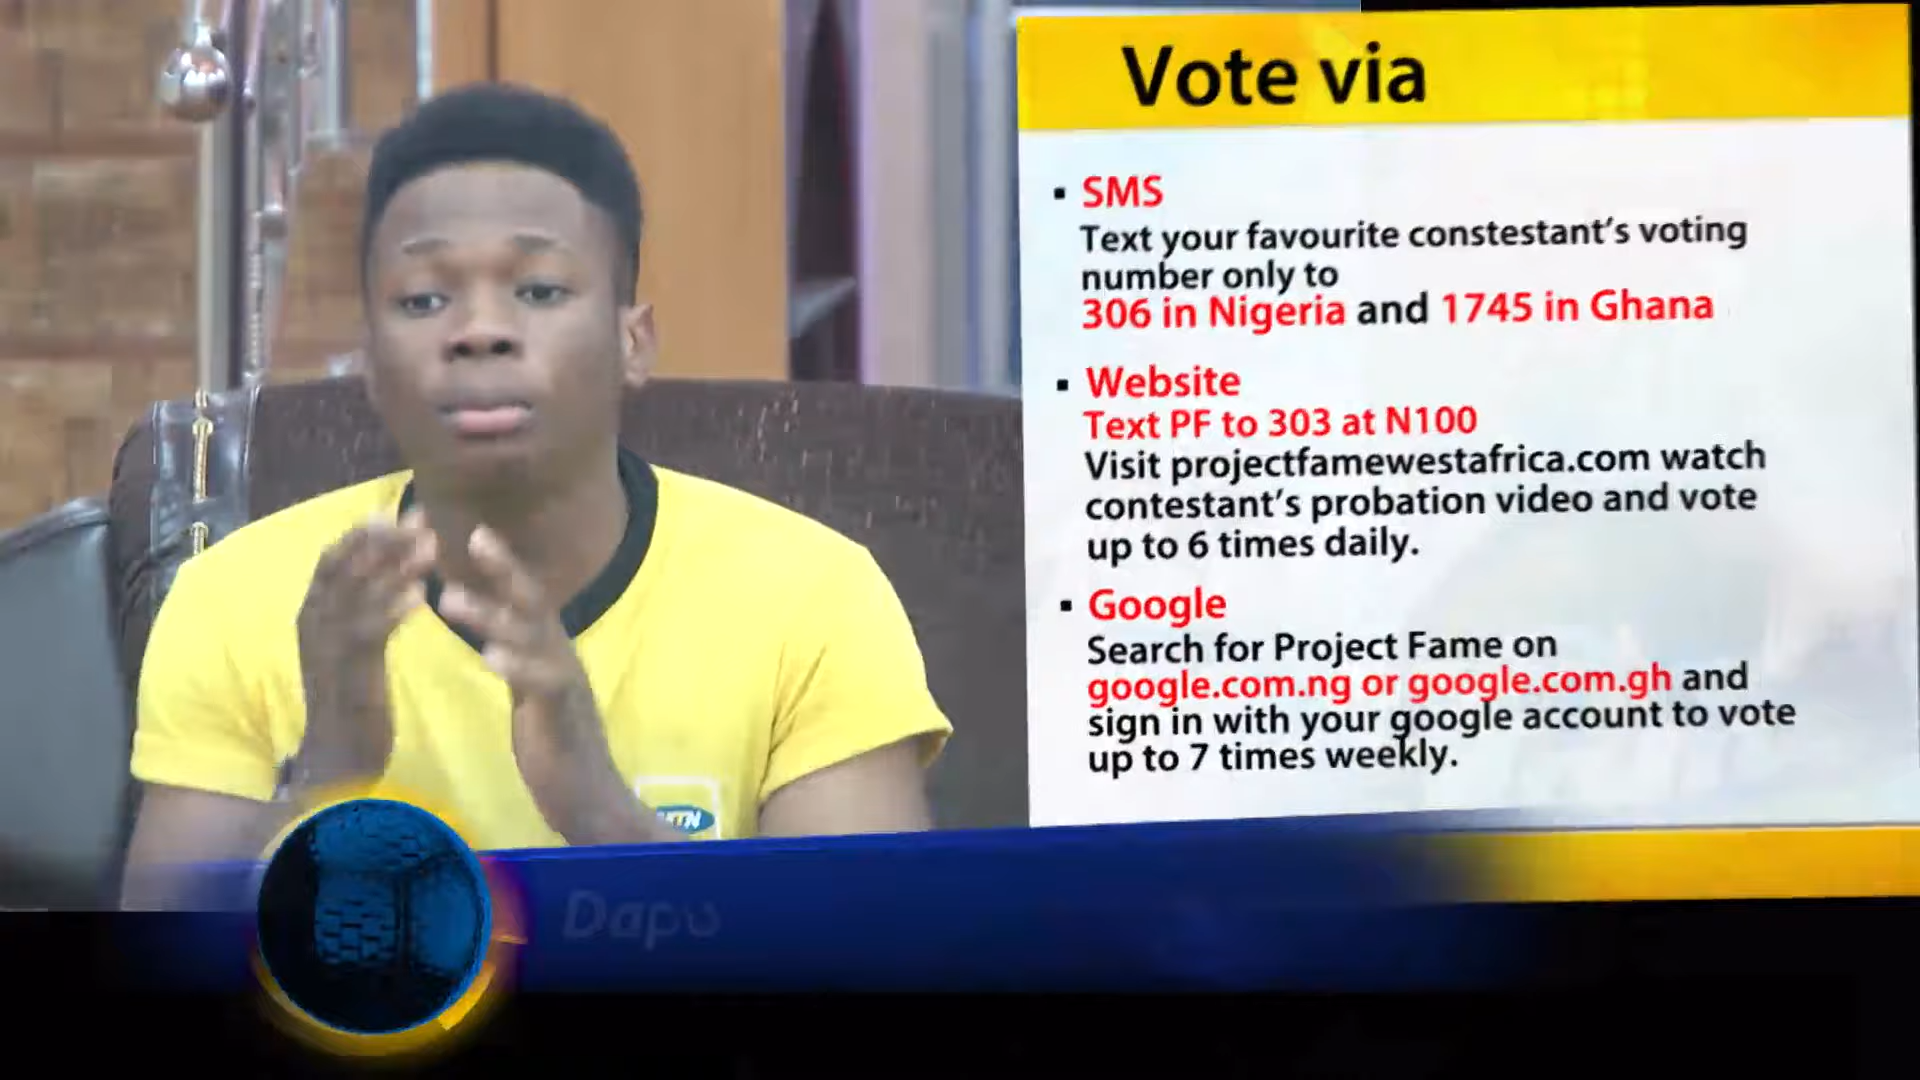 Vote via
▪ SMS
Text your favourite constestant's voting
number only to
306 in Nigeria and 1745 in Ghana
▪ Website
Text PF to 303 at N100
Visit projectfamewestafrica.com watch
contestant's probation video and vote
up to 6 times daily.
▪ Google
Search for Project Fame on
google.com.ng or google.com.gh and
sign in with your google account to vote
up to 7 times weekly.
MTN
Dapo